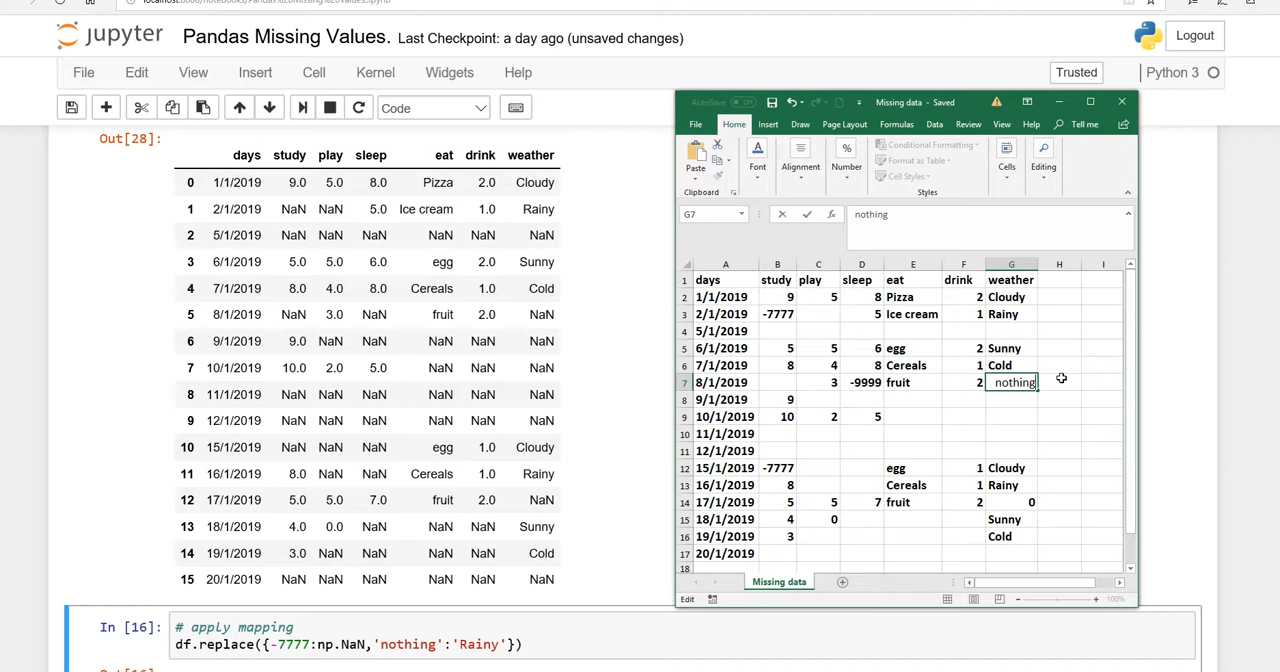 localhost:8888/notebooks/Pandas%20Missing%20Values.ipynb
jupyter Pandas Missing Values. Last Checkpoint: a day ago (unsaved changes) Logout
File Edit View Insert Cell Kernel Widgets Help Trusted Python 3
Code
Out[28]:
days study play sleep eat drink weather
0 1/1/2019 9.0 5.0 8.0 Pizza 2.0 Cloudy
1 2/1/2019 NaN NaN 5.0 Ice cream 1.0 Rainy
2 5/1/2019 NaN NaN NaN NaN NaN NaN
3 6/1/2019 5.0 5.0 6.0 egg 2.0 Sunny
4 7/1/2019 8.0 4.0 8.0 Cereals 1.0 Cold
5 8/1/2019 NaN 3.0 NaN fruit 2.0 NaN
6 9/1/2019 9.0 NaN NaN NaN NaN NaN
7 10/1/2019 10.0 2.0 5.0 NaN NaN NaN
8 11/1/2019 NaN NaN NaN NaN NaN NaN
9 12/1/2019 NaN NaN NaN NaN NaN NaN
10 15/1/2019 NaN NaN NaN egg 1.0 Cloudy
11 16/1/2019 8.0 NaN NaN Cereals 1.0 Rainy
12 17/1/2019 5.0 5.0 7.0 fruit 2.0 NaN
13 18/1/2019 4.0 0.0 NaN NaN NaN Sunny
14 19/1/2019 3.0 NaN NaN NaN NaN Cold
15 20/1/2019 NaN NaN NaN NaN NaN NaN
In [16]: # apply mapping
df.replace({-7777:np.NaN,'nothing':'Rainy'})
AutoSave Off Missing data - Saved
File Home Insert Draw Page Layout Formulas Data Review View Help Tell me
Conditional Formatting
Format as Table
Cell Styles
Paste Font Alignment Number Cells Editing
Clipboard Styles
G7 fx nothing
A B C D E F G H I
1 days study play sleep eat drink weather
2 1/1/2019 9 5 8 Pizza 2 Cloudy
3 2/1/2019 -7777 5 Ice cream 1 Rainy
4 5/1/2019
5 6/1/2019 5 5 6 egg 2 Sunny
6 7/1/2019 8 4 8 Cereals 1 Cold
7 8/1/2019 3 -9999 fruit 2 nothing
8 9/1/2019 9
9 10/1/2019 10 2 5
10 11/1/2019
11 12/1/2019
12 15/1/2019 -7777 egg 1 Cloudy
13 16/1/2019 8 Cereals 1 Rainy
14 17/1/2019 5 5 7 fruit 2 0
15 18/1/2019 4 0 Sunny
16 19/1/2019 3 Cold
17 20/1/2019
18
Missing data
Edit 100%